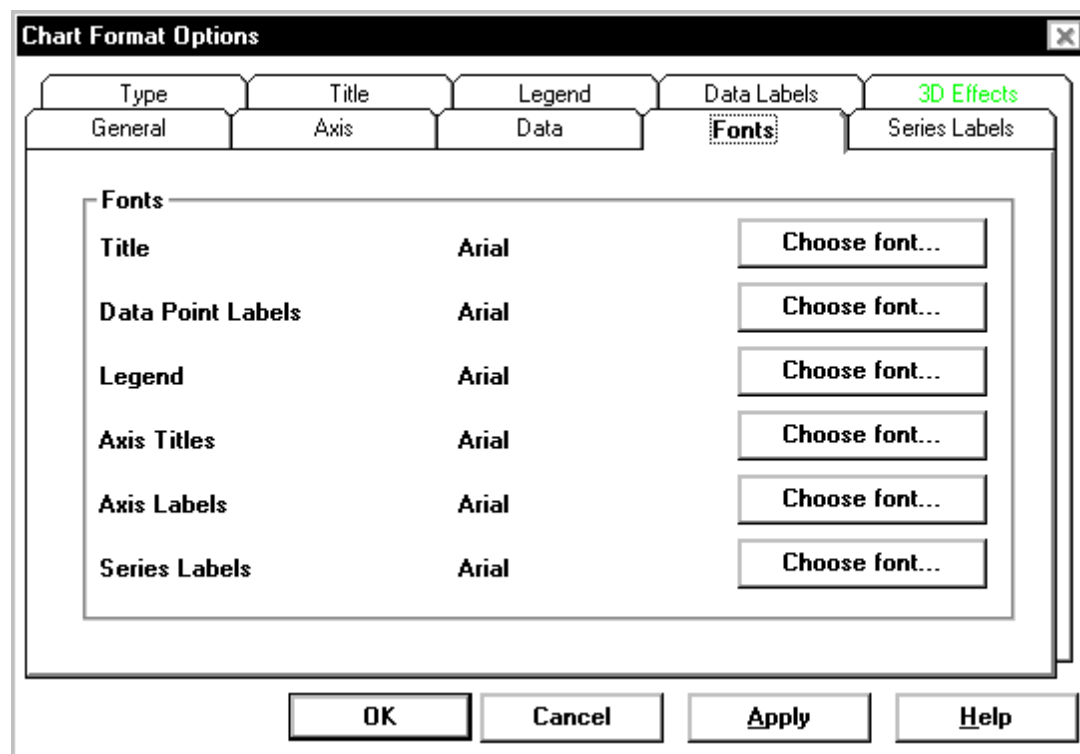 Chart Format Options
Type Title Legend Data Labels 3D Effects
General Axis Data Fonts Series Labels
Fonts
Title Arial Choose font...
Data Point Labels Arial Choose font...
Legend Arial Choose font...
Axis Titles Arial Choose font...
Axis Labels Arial Choose font...
Series Labels Arial Choose font...
OK Cancel Apply Help